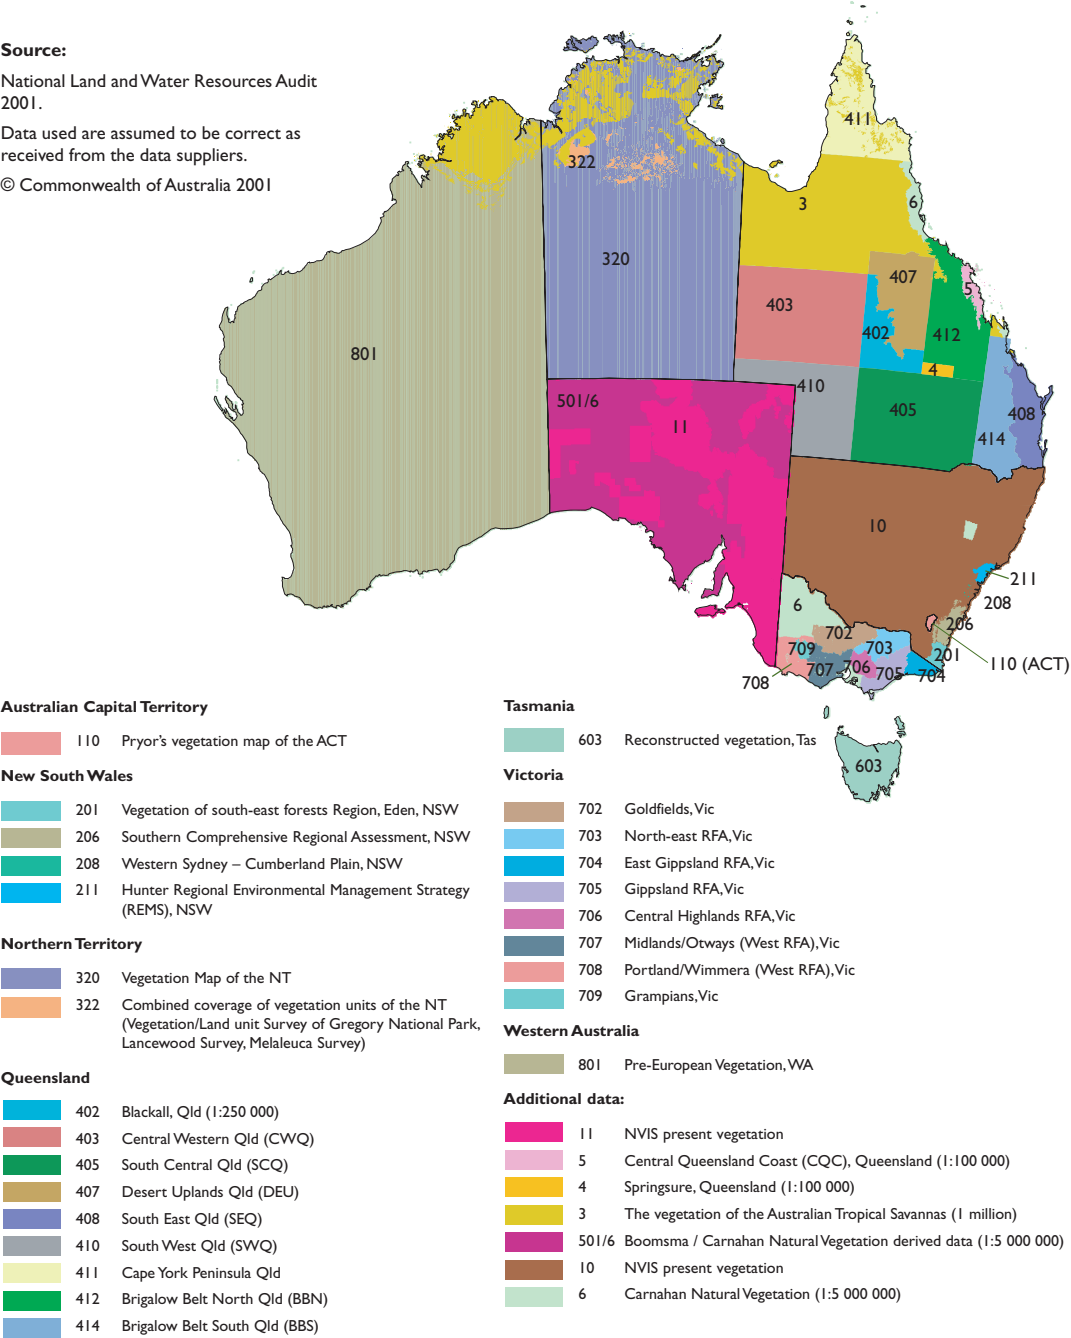 Source:
National Land and Water Resources Audit
2001.
Data used are assumed to be correct as
received from the data suppliers.
© Commonwealth of Australia 2001
411
322
3
6
320
407
5
403
402
412
801
4
410
501/6
405
408
11
414
10
211
6
208
206
702
201
709
703
110 (ACT)
707
706
705
704
708
603
Australian Capital Territory
110 Pryor's vegetation map of the ACT
New South Wales
201 Vegetation of south-east forests Region, Eden, NSW
206 Southern Comprehensive Regional Assessment, NSW
208 Western Sydney – Cumberland Plain, NSW
211 Hunter Regional Environmental Management Strategy
(REMS), NSW
Northern Territory
320 Vegetation Map of the NT
322 Combined coverage of vegetation units of the NT
(Vegetation/Land unit Survey of Gregory National Park,
Lancewood Survey, Melaleuca Survey)
Queensland
402 Blackall, Qld (1:250 000)
403 Central Western Qld (CWQ)
405 South Central Qld (SCQ)
407 Desert Uplands Qld (DEU)
408 South East Qld (SEQ)
410 South West Qld (SWQ)
411 Cape York Peninsula Qld
412 Brigalow Belt North Qld (BBN)
414 Brigalow Belt South Qld (BBS)
Tasmania
603 Reconstructed vegetation, Tas
Victoria
702 Goldfields, Vic
703 North-east RFA, Vic
704 East Gippsland RFA, Vic
705 Gippsland RFA, Vic
706 Central Highlands RFA, Vic
707 Midlands/Otways (West RFA), Vic
708 Portland/Wimmera (West RFA), Vic
709 Grampians, Vic
Western Australia
801 Pre-European Vegetation, WA
Additional data:
11 NVIS present vegetation
5 Central Queensland Coast (CQC), Queensland (1:100 000)
4 Springsure, Queensland (1:100 000)
3 The vegetation of the Australian Tropical Savannas (1 million)
501/6 Boomsma / Carnahan Natural Vegetation derived data (1:5 000 000)
10 NVIS present vegetation
6 Carnahan Natural Vegetation (1:5 000 000)